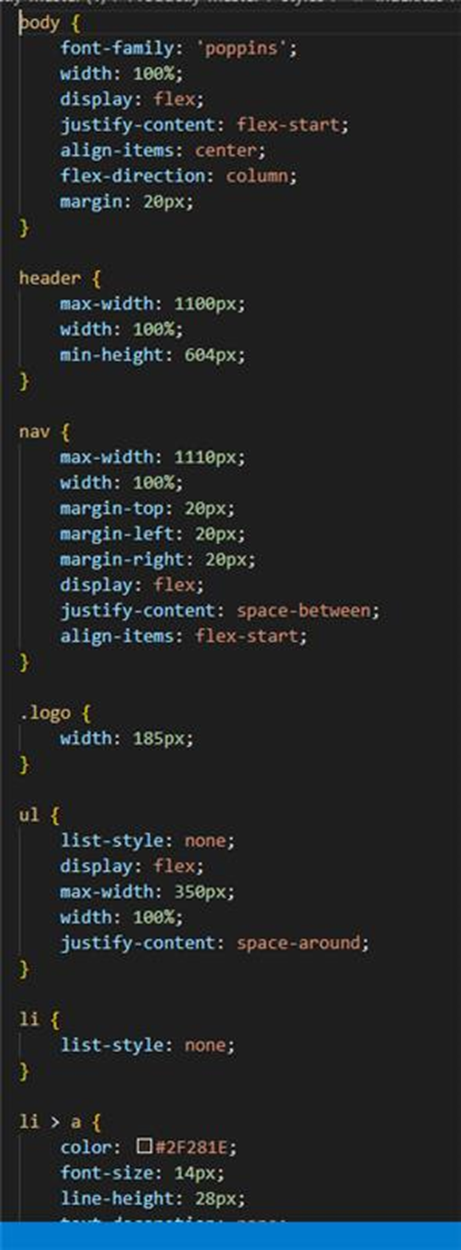 body {
    font-family: 'poppins';
    width: 100%;
    display: flex;
    justify-content: flex-start;
    align-items: center;
    flex-direction: column;
    margin: 20px;
}

header {
    max-width: 1100px;
    width: 100%;
    min-height: 604px;
}

nav {
    max-width: 1110px;
    width: 100%;
    margin-top: 20px;
    margin-left: 20px;
    margin-right: 20px;
    display: flex;
    justify-content: space-between;
    align-items: flex-start;
}

.logo {
    width: 185px;
}

ul {
    list-style: none;
    display: flex;
    max-width: 350px;
    width: 100%;
    justify-content: space-around;
}

li {
    list-style: none;
}

li > a {
    color: #2F281E;
    font-size: 14px;
    line-height: 28px;